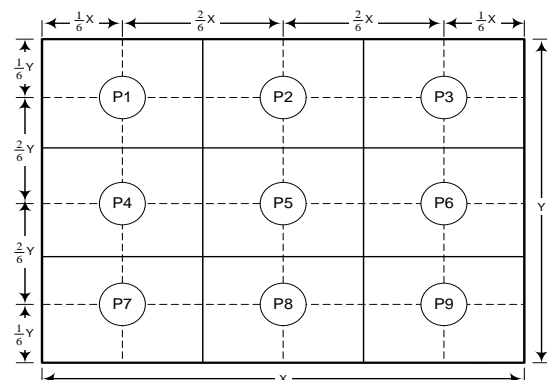 1/6 X 2/6 X 2/6 X 1/6 X
1/6 Y
P1 P2 P3
2/6 Y
P4 P5 P6
Y
2/6 Y
P7 P8 P9
1/6 Y
X